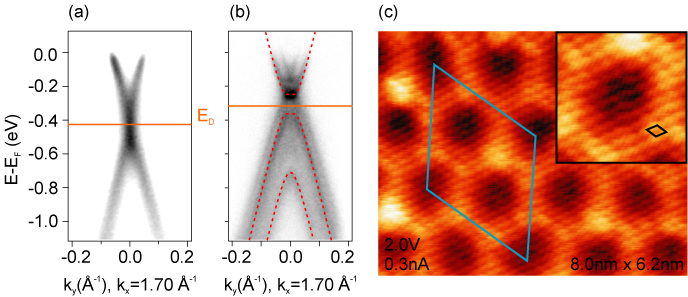 (a)
(b)
(c)
0.0
-0.2
-0.4
-0.6
-0.8
-1.0
E-E_F (eV)
E_D
-0.2 0.0 0.2
-0.2 0.0 0.2
k_y(Å⁻¹), k_x=1.70 Å⁻¹
k_y(Å⁻¹), k_x=1.70 Å⁻¹
2.0V
0.3nA
8.0nm x 6.2nm